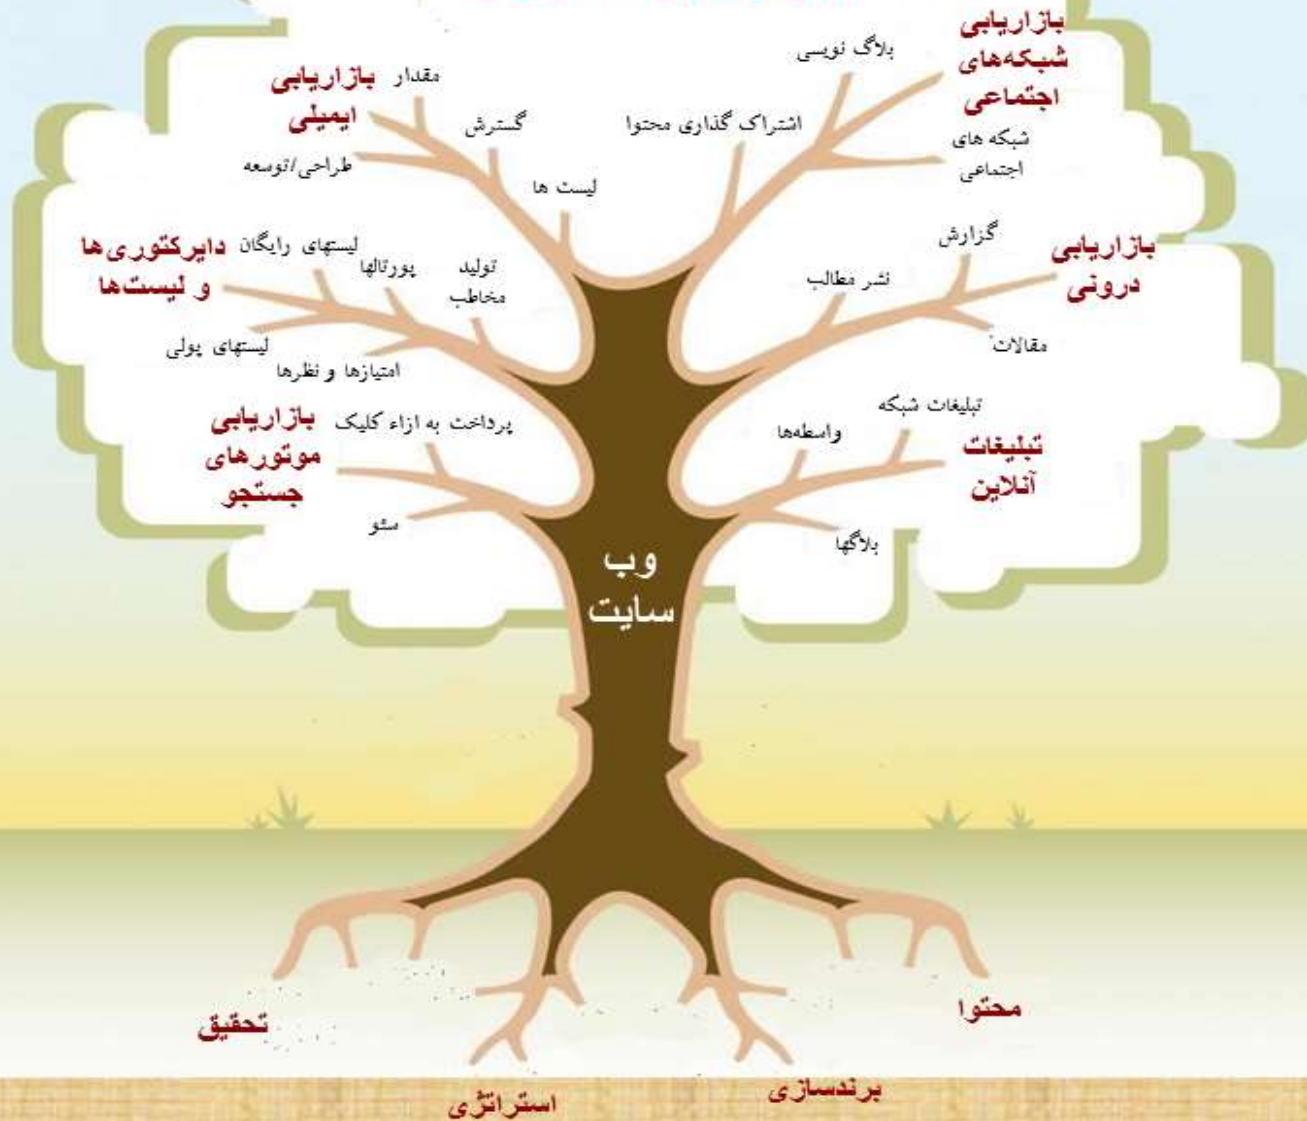 بازاریابی
شبکه‌های
اجتماعی
بلاگ نویسی
اشتراک گذاری محتوا
شبکه های
اجتماعی
بازاریابی
ایمیلی
مقدار
گسترش
لیست ها
طراحی/توسعه
بازاریابی
درونی
گزارش
نشر مطالب
مقالات
دایرکتوری‌ها
و لیست‌ها
لیستهای رایگان
پورتالها
تولید
مخاطب
لیستهای پولی
امتیازها و نظرها
تبلیغات
آنلاین
تبلیغات شبکه
واسطه‌ها
بلاگها
بازاریابی
موتورهای
جستجو
پرداخت به ازاء کلیک
سئو
وب
سایت
محتوا
تحقیق
برندسازی
استراتژی